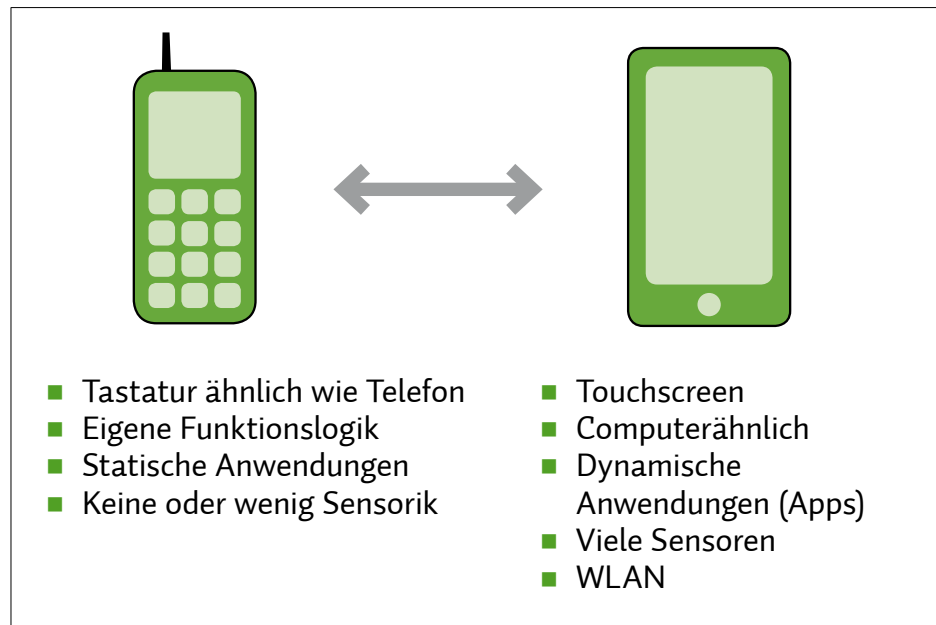 Tastatur ähnlich wie Telefon
Eigene Funktionslogik
Statische Anwendungen
Keine oder wenig Sensorik
Touchscreen
Computerähnlich
Dynamische
Anwendungen (Apps)
Viele Sensoren
WLAN